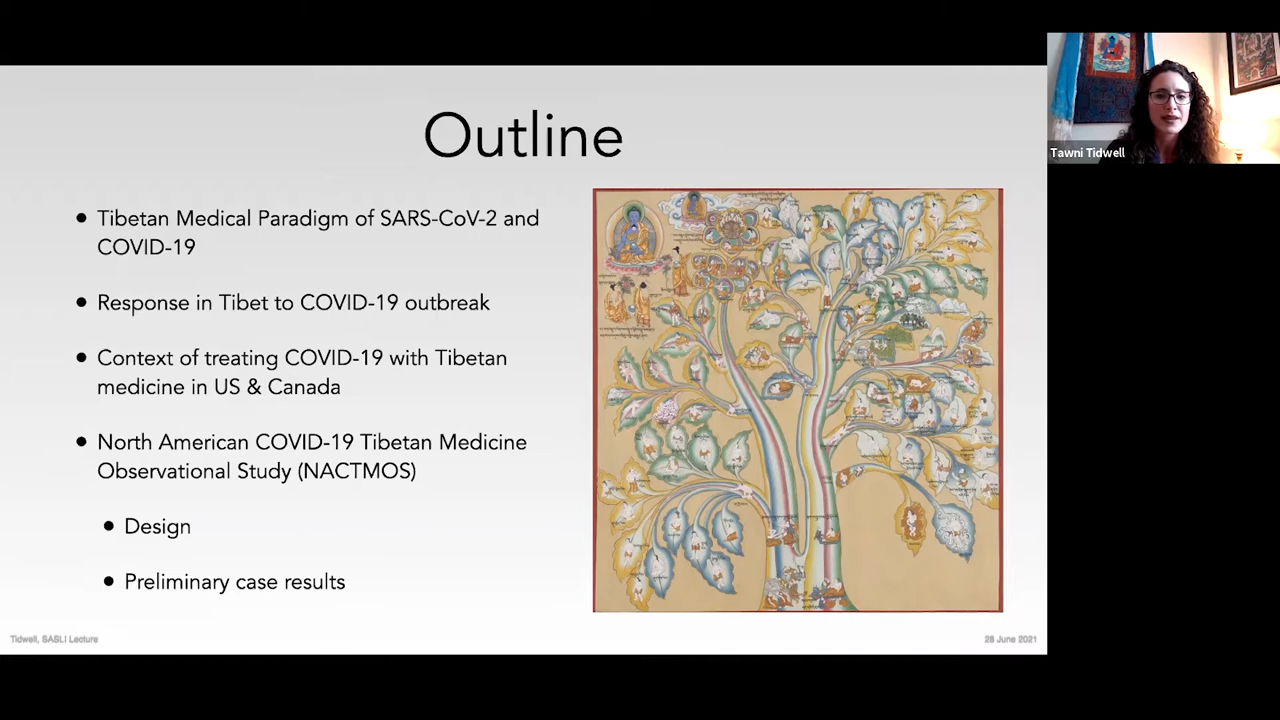 Outline
• Tibetan Medical Paradigm of SARS-CoV-2 and
COVID-19
• Response in Tibet to COVID-19 outbreak
• Context of treating COVID-19 with Tibetan
medicine in US & Canada
• North American COVID-19 Tibetan Medicine
Observational Study (NACTMOS)
• Design
• Preliminary case results
Tidwell, SASLI Lecture
28 June 2021
Tawni Tidwell